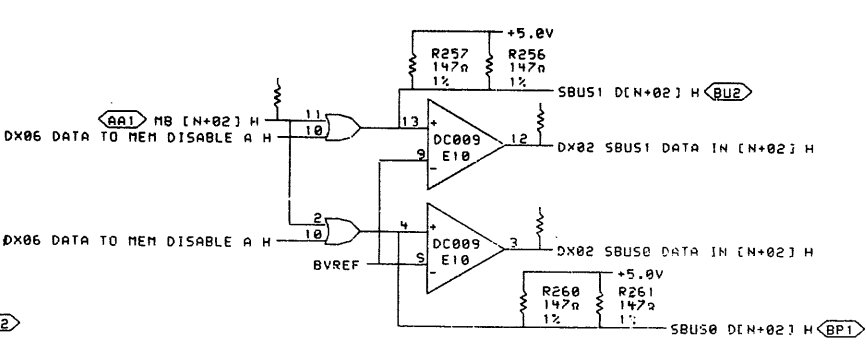 +5.0V
R257 R256
147Ω 147Ω
1% 1%
SBUS1 D[N+02] H BU2
AA1 MB [N+02] H 11
DX06 DATA TO MEM DISABLE A H 10
13 +
DC009
E10
12 DX02 SBUS1 DATA IN [N+02] H
9 -
2
DX06 DATA TO MEM DISABLE A H 10
4 +
DC009
E10
3 DX02 SBUS0 DATA IN [N+02] H
BVREF 5 -
+5.0V
R260 R261
147Ω 147Ω
1% 1%
2
SBUS0 D[N+02] H BP1